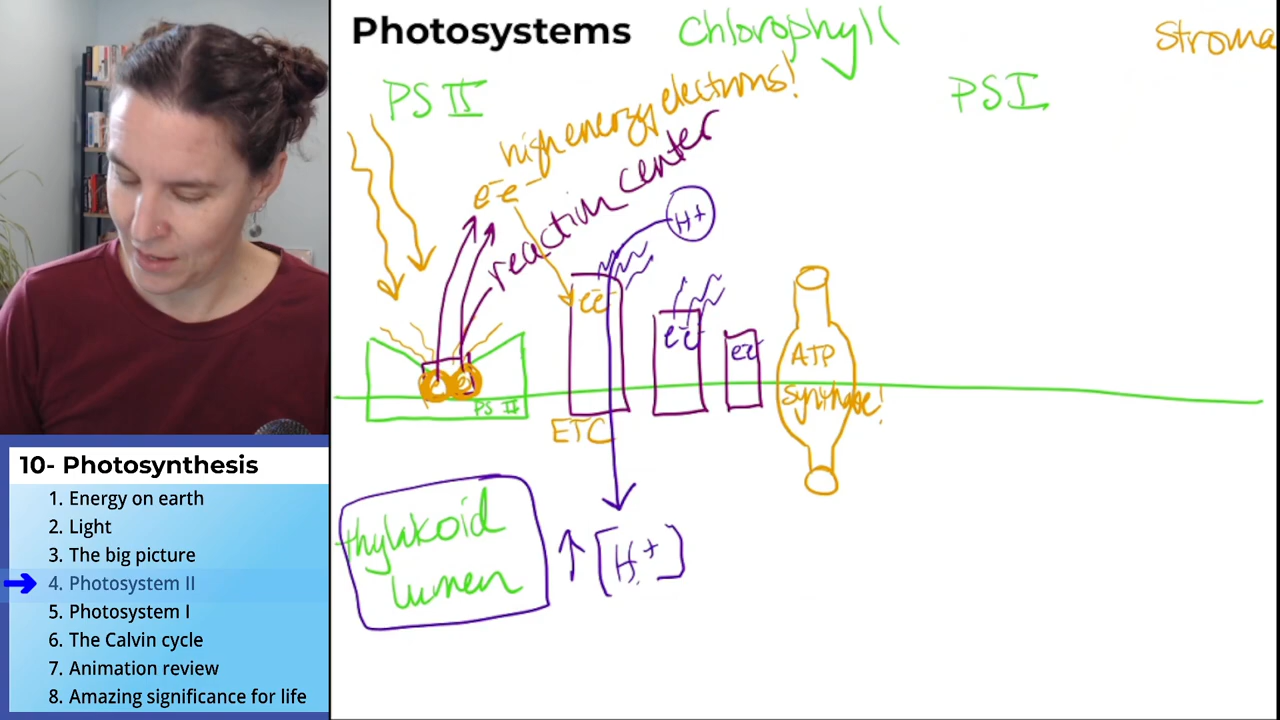 Photosystems
Chlorophyll
Stroma
PS II
PS I
high energy electrons!
e⁻ e⁻
reaction center
H+
e⁻e⁻
e⁻e⁻
e⁻e⁻
ATP
synthase!
PS II
ETC
thylakoid
lumen
↑ [H+]
10- Photosynthesis
1. Energy on earth
2. Light
3. The big picture
4. Photosystem II
5. Photosystem I
6. The Calvin cycle
7. Animation review
8. Amazing significance for life